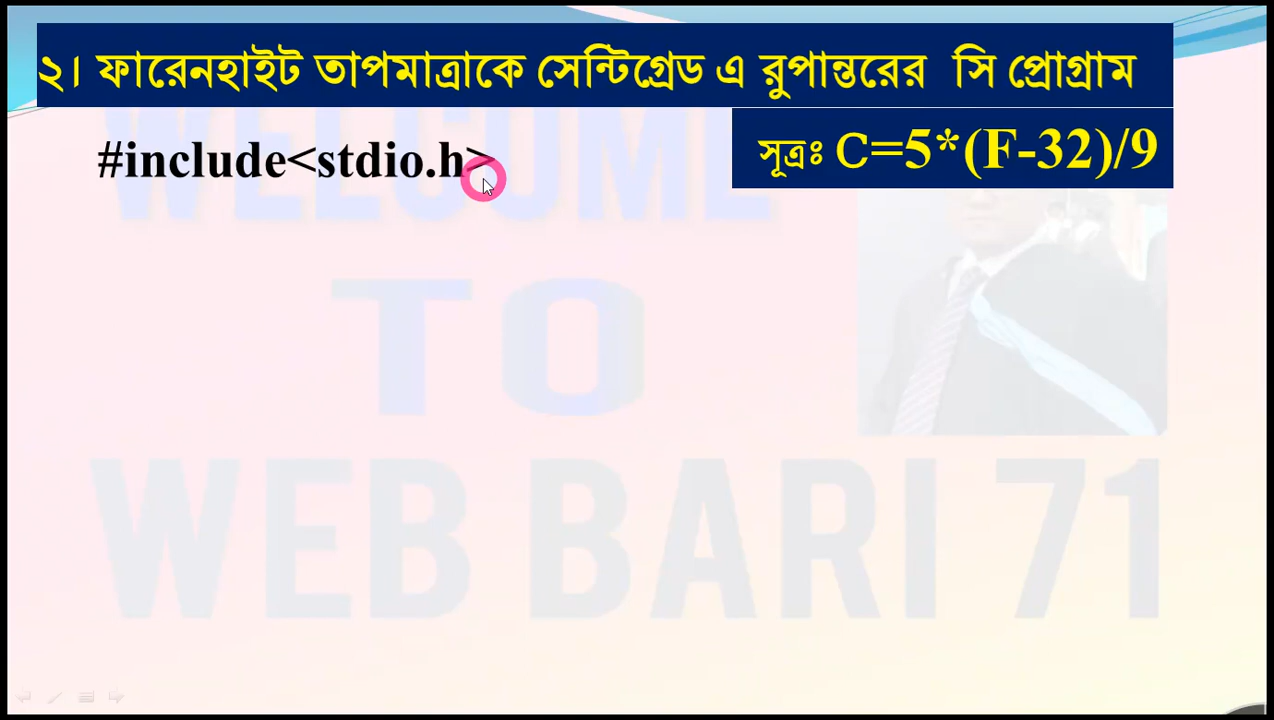 ২। ফারেনহাইট তাপমাত্রাকে সেন্টিগ্রেড এ রুপান্তরের সি প্রোগ্রাম
সূত্রঃ C=5*(F-32)/9
#include<stdio.h>
WELCOME
TO
WEB BARI 71